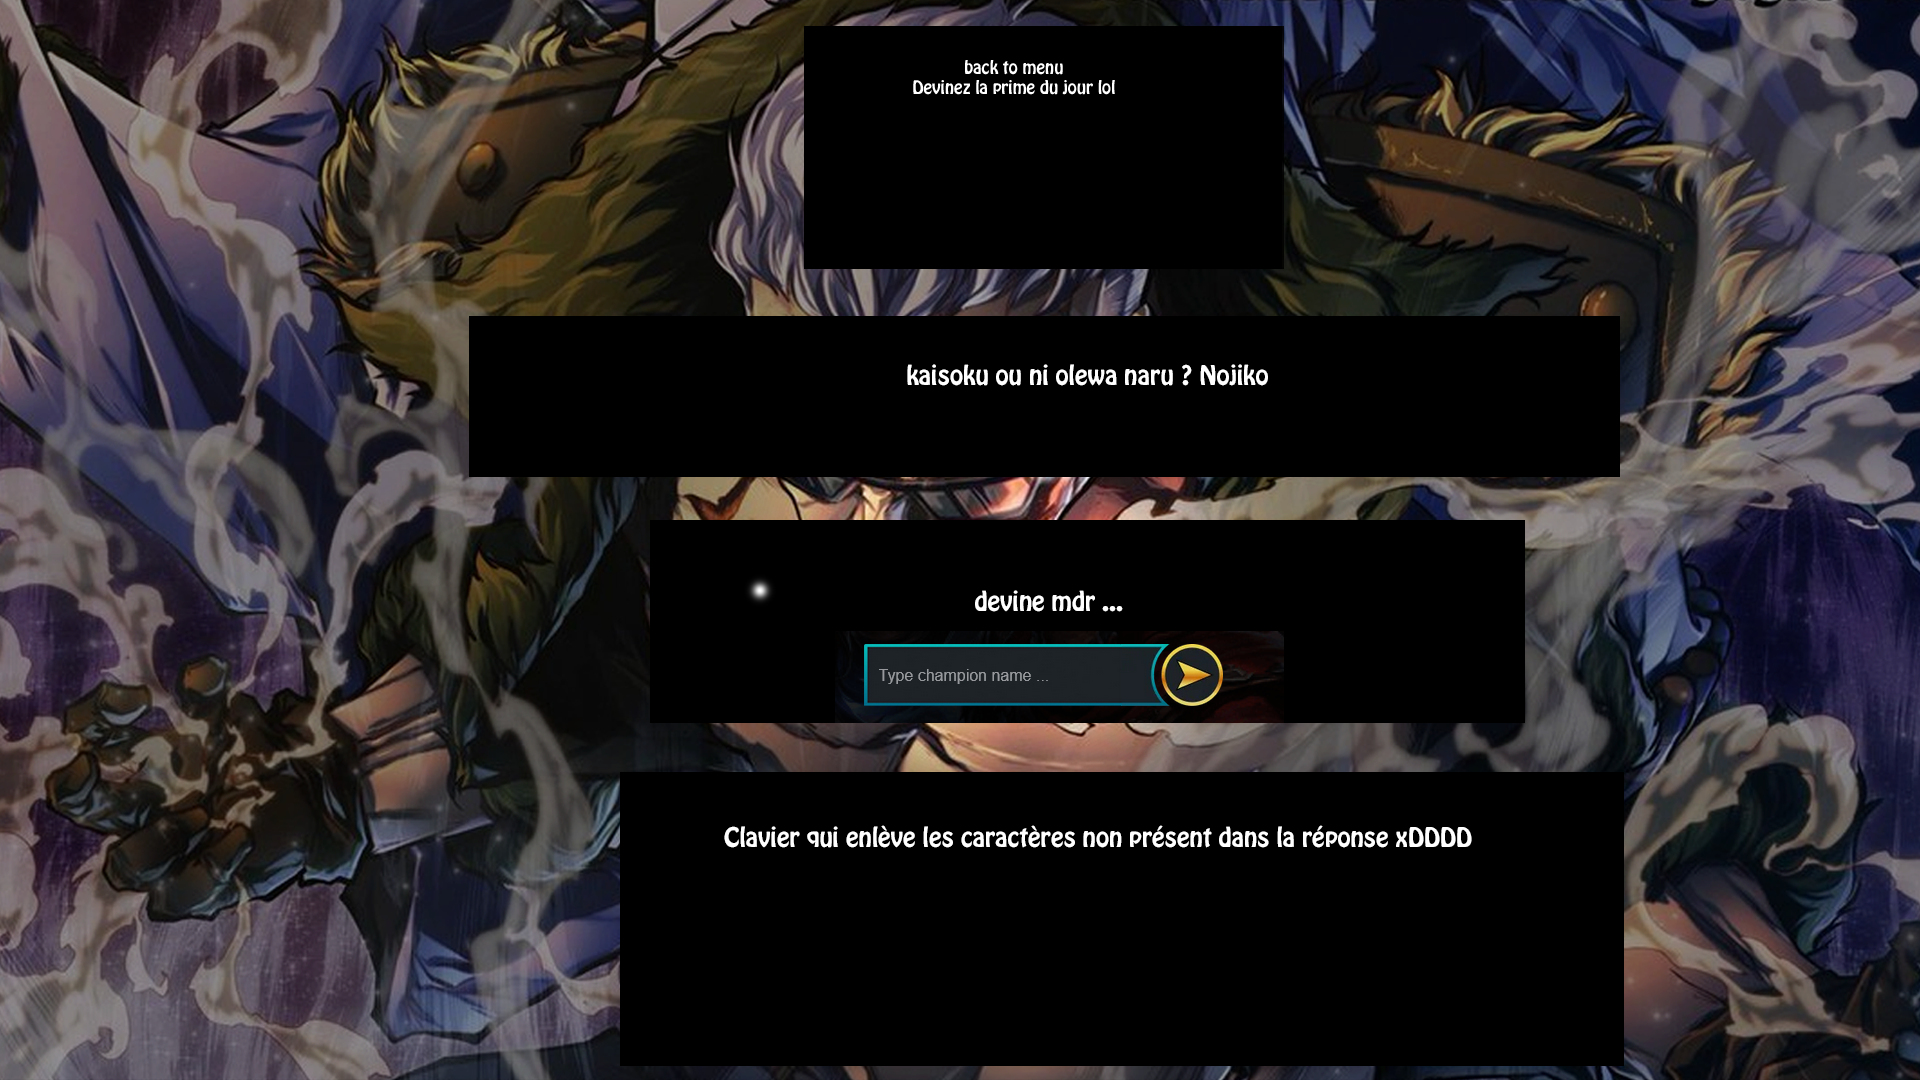 back to menu
Devinez la prime du jour lol
kaisoku ou ni olewa naru ? Nojiko
devine mdr ...
Type champion name ...
Clavier qui enlève les caractères non présent dans la réponse xDDDD